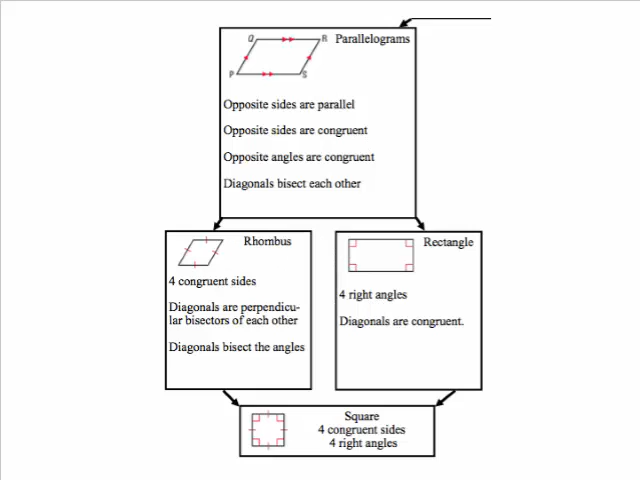 Parallelograms
Q R
P S
Opposite sides are parallel
Opposite sides are congruent
Opposite angles are congruent
Diagonals bisect each other
Rhombus
4 congruent sides
Diagonals are perpendicu-
lar bisectors of each other
Diagonals bisect the angles
Rectangle
4 right angles
Diagonals are congruent.
Square
4 congruent sides
4 right angles